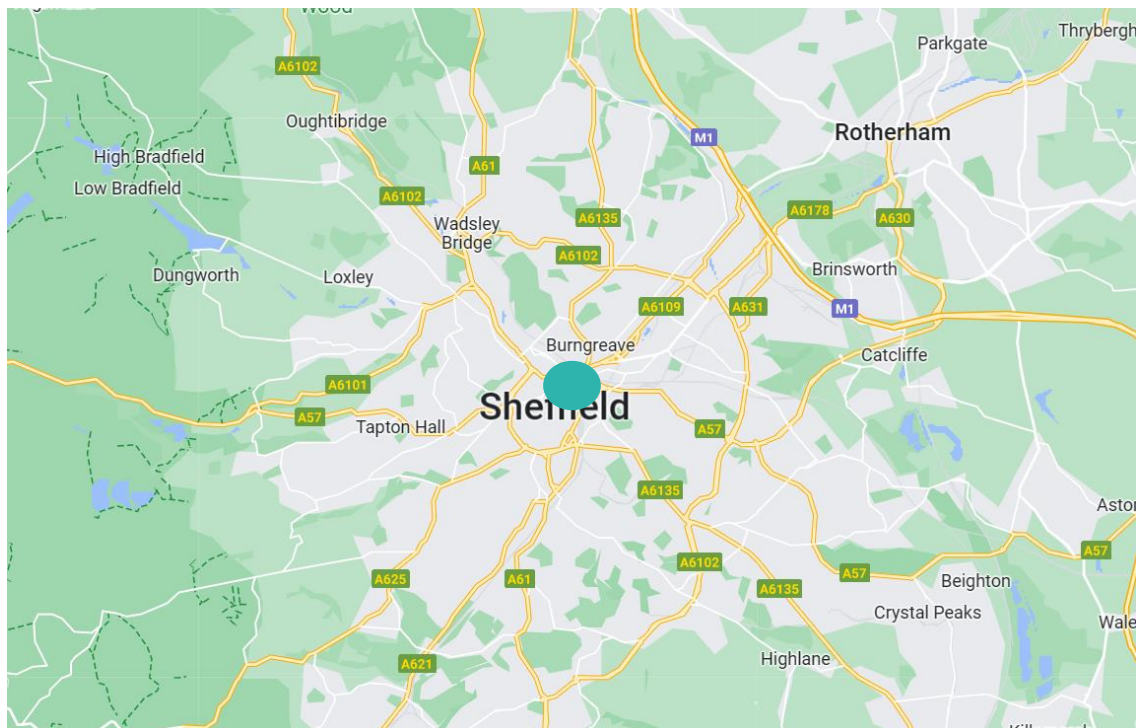 Thrybergh
Parkgate
A6102
Oughtibridge
Rotherham
M1
High Bradfield
A61
Low Bradfield
A6102
A6178
A6135
A630
Wadsley
Bridge
A6102
Dungworth
Loxley
Brinsworth
A6109
A631
M1
Burngreave
Catcliffe
A6101
Sheffield
A57
Tapton Hall
A57
A6135
Aston
A57
A6102
A625
A61
A57
Beighton
A6135
Crystal Peaks
Wale
Highlane
A621